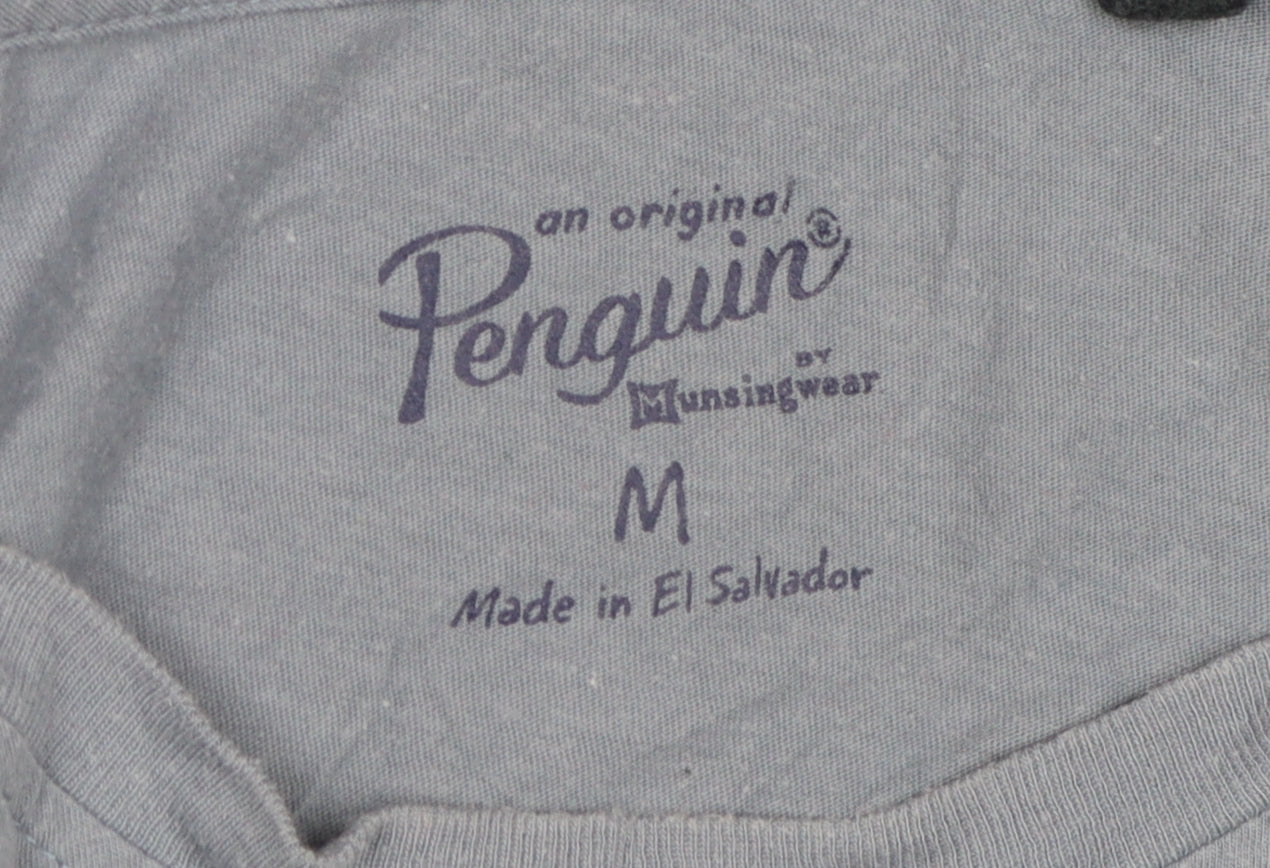 an original
Penguin®
BY
Munsingwear
M
Made in El Salvador